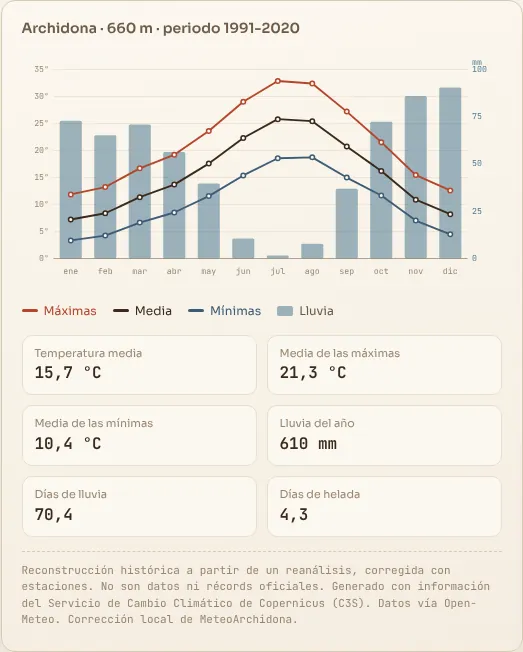 Archidona · 660 m · periodo 1991–2020
mm
35° 100
30°
25° 75
20°
15° 50
10° 25
5°
0° 0
ene feb mar abr may jun jul ago sep oct nov dic
Máximas Media Mínimas Lluvia
Temperatura media
15,7 °C
Media de las máximas
21,3 °C
Media de las mínimas
10,4 °C
Lluvia del año
610 mm
Días de lluvia
70,4
Días de helada
4,3
Reconstrucción histórica a partir de un reanálisis, corregida con
estaciones. No son datos ni récords oficiales. Generado con información
del Servicio de Cambio Climático de Copernicus (C3S). Datos vía Open-
Meteo. Corrección local de MeteoArchidona.